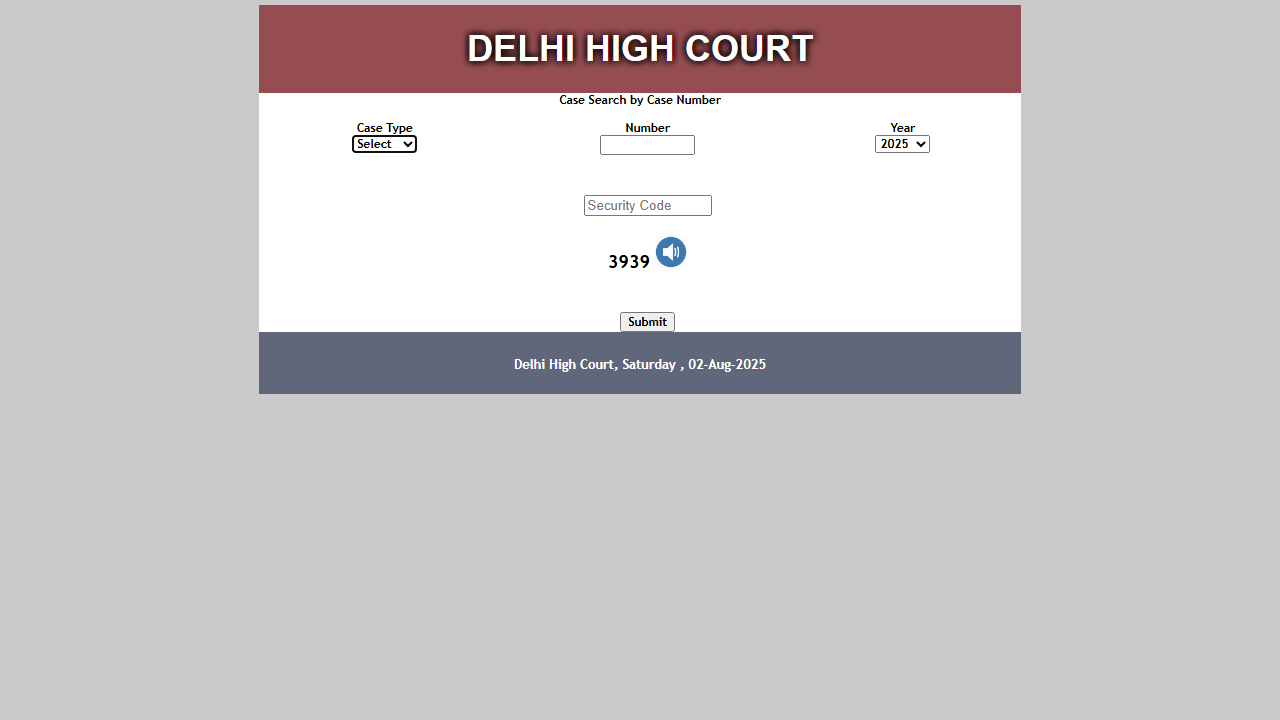 DELHI HIGH COURT
Case Search by Case Number
Case Type Number Year
Select 2025
Security Code
3939
Submit
Delhi High Court, Saturday , 02-Aug-2025